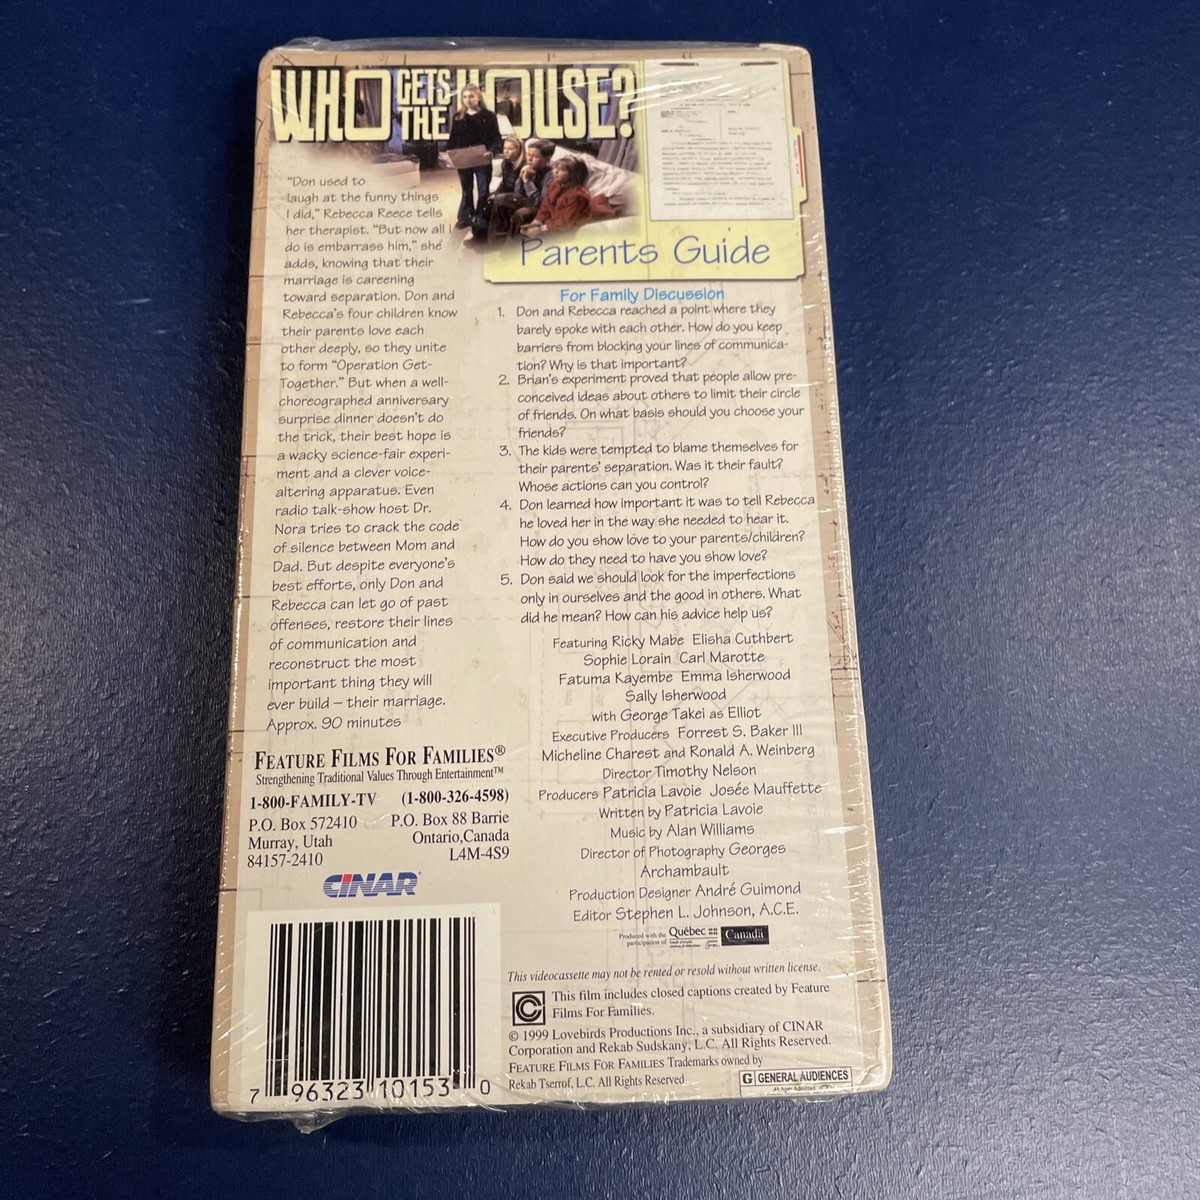 WHO GETS THE HOUSE?
"Don used to
laugh at the funny things
I did," Rebecca Reece tells
her therapist. "But now all I
do is embarrass him," she
adds, knowing that their
marriage is careening
toward separation. Don and
Rebecca's four children know
their parents love each
other deeply, so they unite
to form "Operation Get-
Together." But when a well-
choreographed anniversary
surprise dinner doesn't do
the trick, their best hope is
a wacky science-fair experi-
ment and a clever voice-
altering apparatus. Even
radio talk-show host Dr.
Nora tries to crack the code
of silence between Mom and
Dad. But despite everyone's
best efforts, only Don and
Rebecca can let go of past
offenses, restore their lines
of communication and
reconstruct the most
important thing they will
ever build – their marriage.
Approx. 90 minutes
FEATURE FILMS FOR FAMILIES®
Strengthening Traditional Values Through Entertainment™
1-800-FAMILY-TV (1-800-326-4598)
P.O. Box 572410 P.O. Box 88 Barrie
Murray, Utah Ontario,Canada
84157-2410 L4M-4S9
CINAR
7 96323 10153 0
Parents Guide
For Family Discussion
1. Don and Rebecca reached a point where they
barely spoke with each other. How do you keep
barriers from blocking your lines of communica-
tion? Why is that important?
2. Brian's experiment proved that people allow pre-
conceived ideas about others to limit their circle
of friends. On what basis should you choose your
friends?
3. The kids were tempted to blame themselves for
their parents' separation. Was it their fault?
Whose actions can you control?
4. Don learned how important it was to tell Rebecca
he loved her in the way she needed to hear it.
How do you show love to your parents/children?
How do they need to have you show love?
5. Don said we should look for the imperfections
only in ourselves and the good in others. What
did he mean? How can his advice help us?
Featuring Ricky Mabe Elisha Cuthbert
Sophie Lorain Carl Marotte
Fatuma Kayembe Emma Isherwood
Sally Isherwood
with George Takei as Elliot
Executive Producers Forrest S. Baker III
Micheline Charest and Ronald A. Weinberg
Director Timothy Nelson
Producers Patricia Lavoie Josée Mauffette
Written by Patricia Lavoie
Music by Alan Williams
Director of Photography Georges
Archambault
Production Designer André Guimond
Editor Stephen L. Johnson, A.C.E.
Produced with the
participation of
Québec Canada
This videocassette may not be rented or resold without written license.
This film includes closed captions created by Feature
Films For Families.
© 1999 Lovebirds Productions Inc., a subsidiary of CINAR
Corporation and Rekab Sudskany, L.C. All Rights Reserved.
FEATURE FILMS FOR FAMILIES Trademarks owned by
Rekab Tserrof, L.C. All Rights Reserved
G GENERAL AUDIENCES
All Ages Admitted